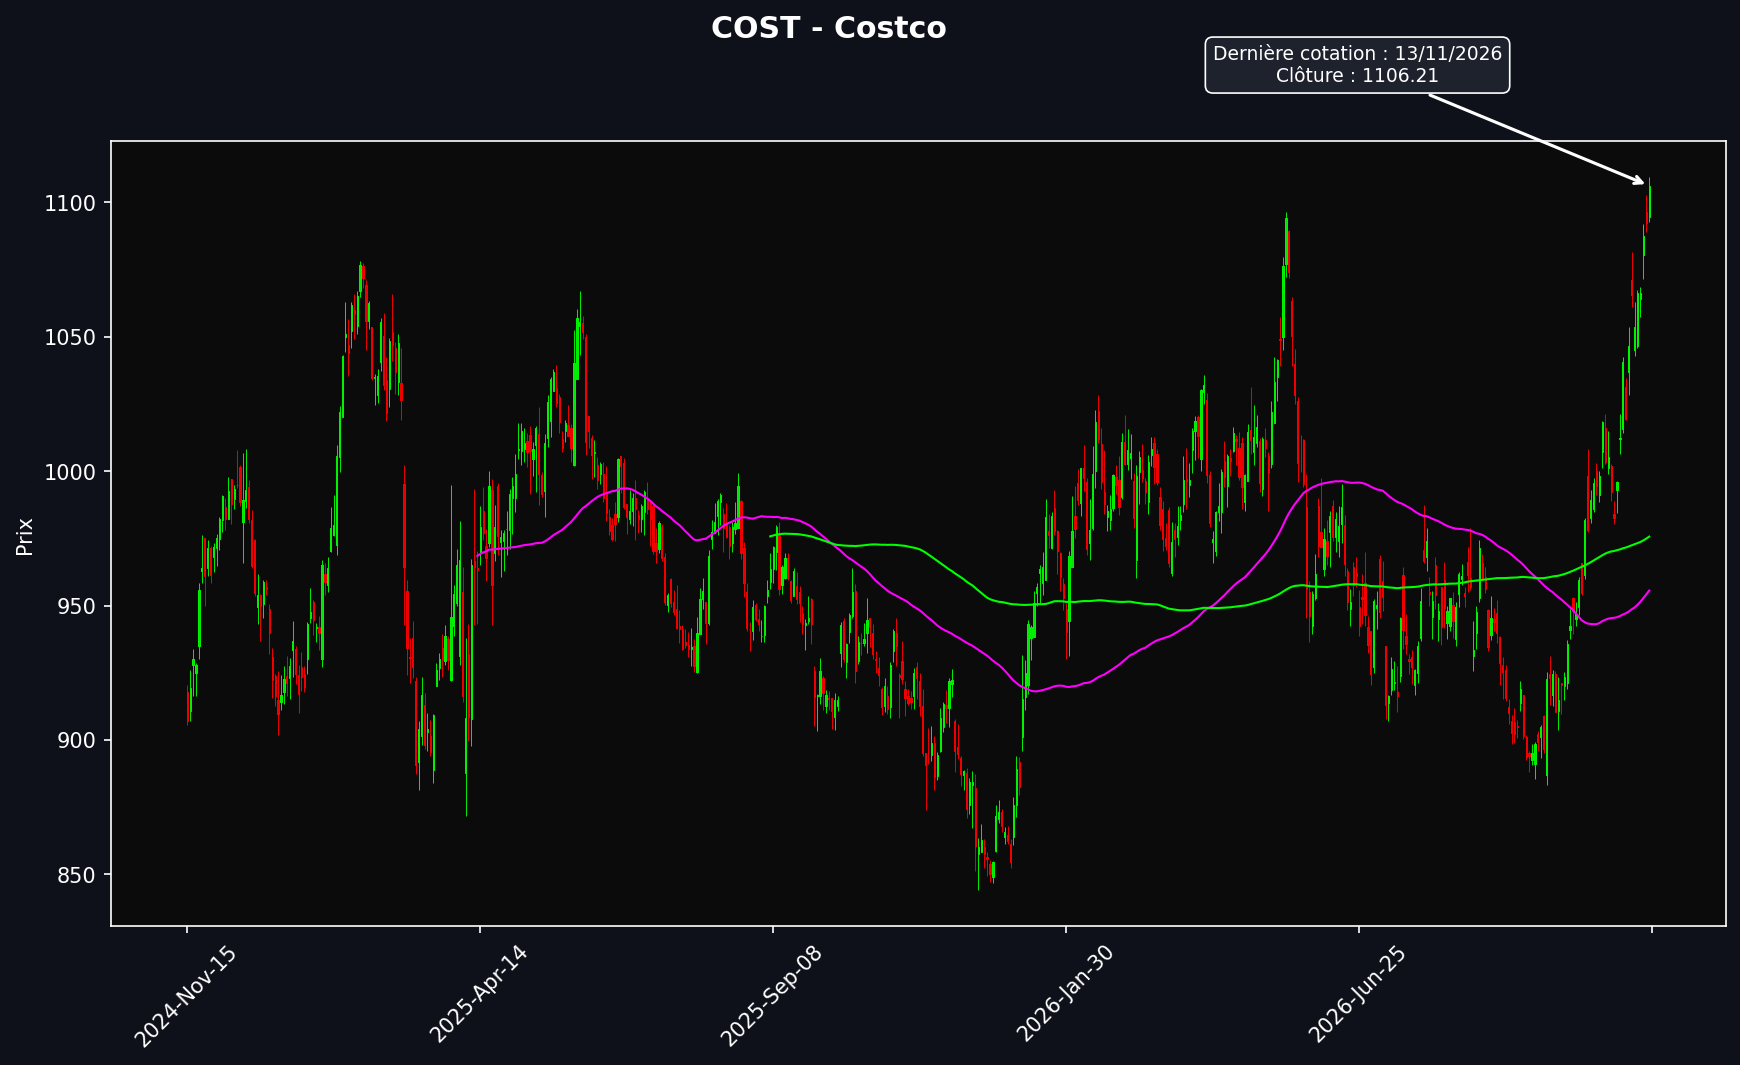 COST - Costco
Dernière cotation : 13/11/2026
Clôture : 1106.21
Prix
1100
1050
1000
950
900
850
2024-Nov-15
2025-Apr-14
2025-Sep-08
2026-Jan-30
2026-Jun-25